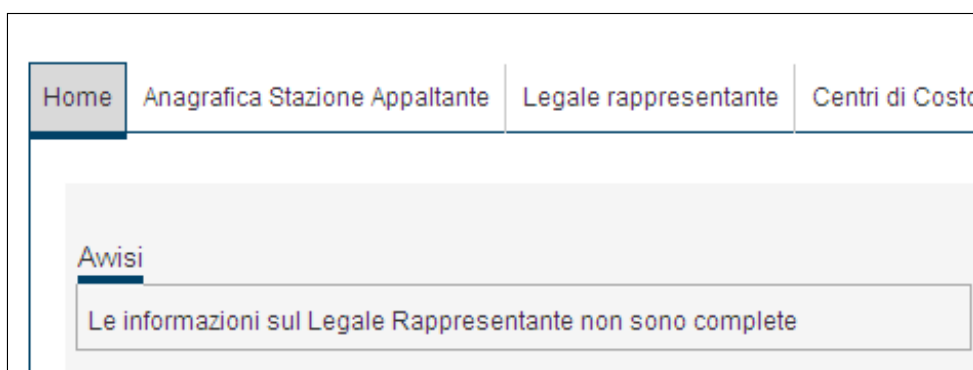 Home Anagrafica Stazione Appaltante Legale rappresentante Centri di Costo
Avvisi
Le informazioni sul Legale Rappresentante non sono complete